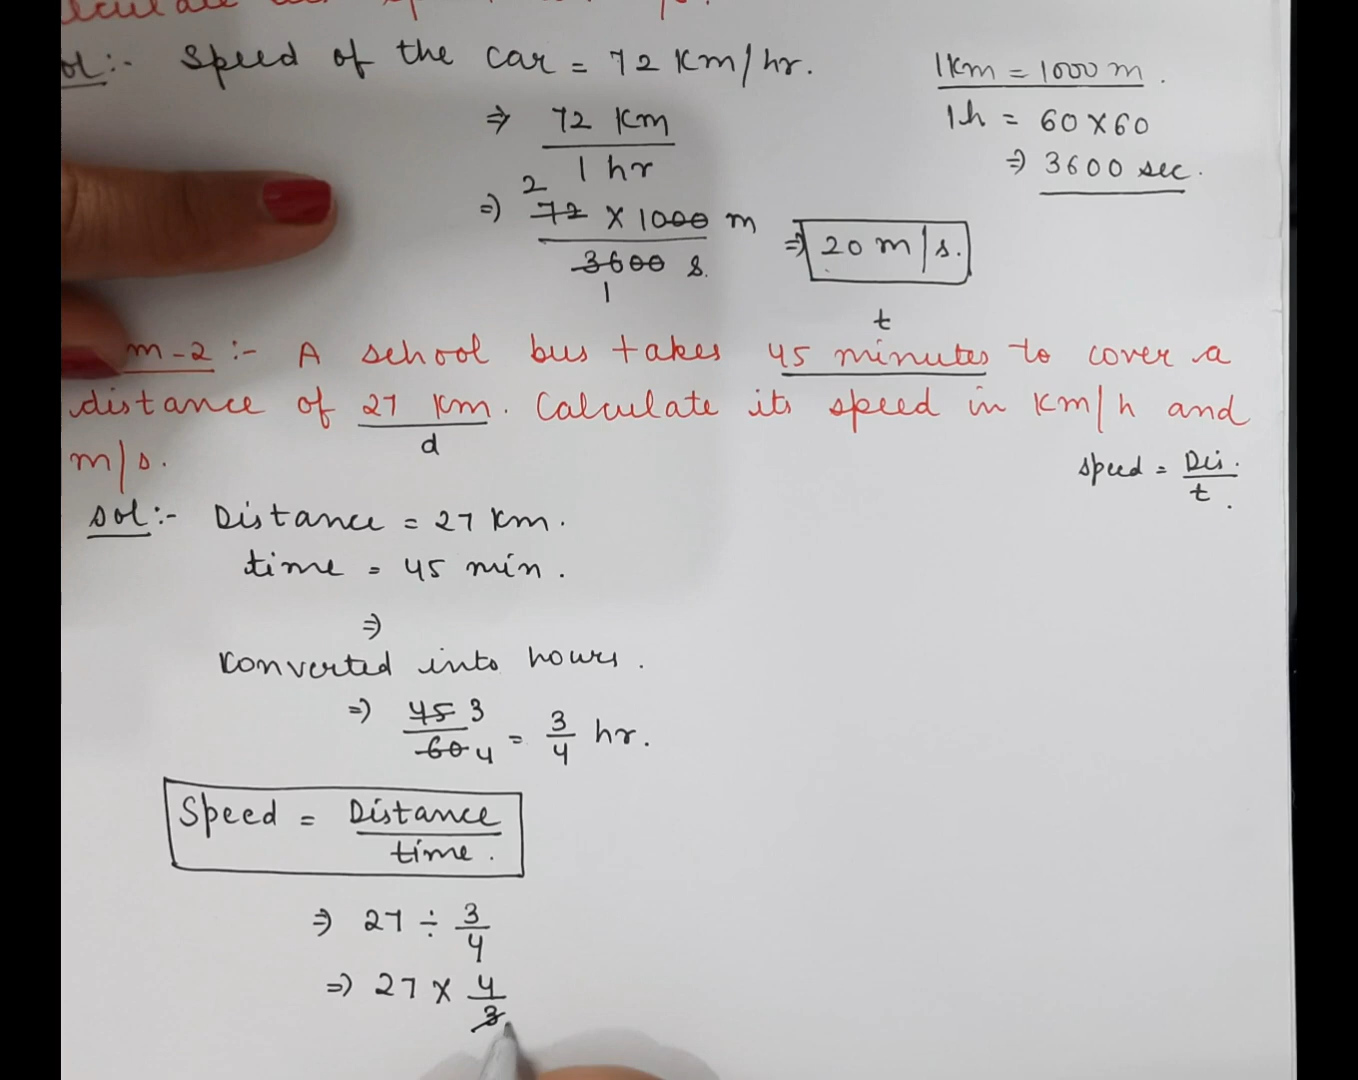 Speed of the car = 72 Km/hr.
1Km = 1000 m.
⇒ 72 Km / 1 hr
1h = 60 × 60
⇒ 3600 sec.
2
⇒ 72 × 1000 m / 3600 s.
1
⇒ 20 m/s.
t
m-2 :- A school bus takes 45 minutes to cover a
distance of 27 Km. Calculate its speed in Km/h and
d
m/s.
speed = Dis. / t.
Sol :- Distance = 27 Km.
time = 45 min.
⇒
Converted into hours.
⇒ 45 3 / 60 4 = 3/4 hr.
Speed = Distance / time.
⇒ 27 ÷ 3/4
⇒ 27 × 4/3